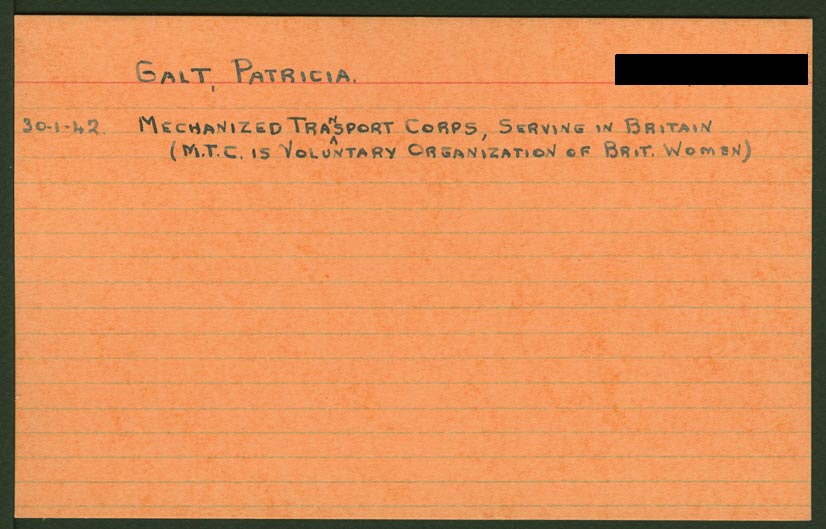 GALT, PATRICIA.
30-1-42. MECHANIZED TRANSPORT CORPS, SERVING IN BRITAIN
(M.T.C. IS VOLUNTARY ORGANIZATION OF BRIT. WOMEN)